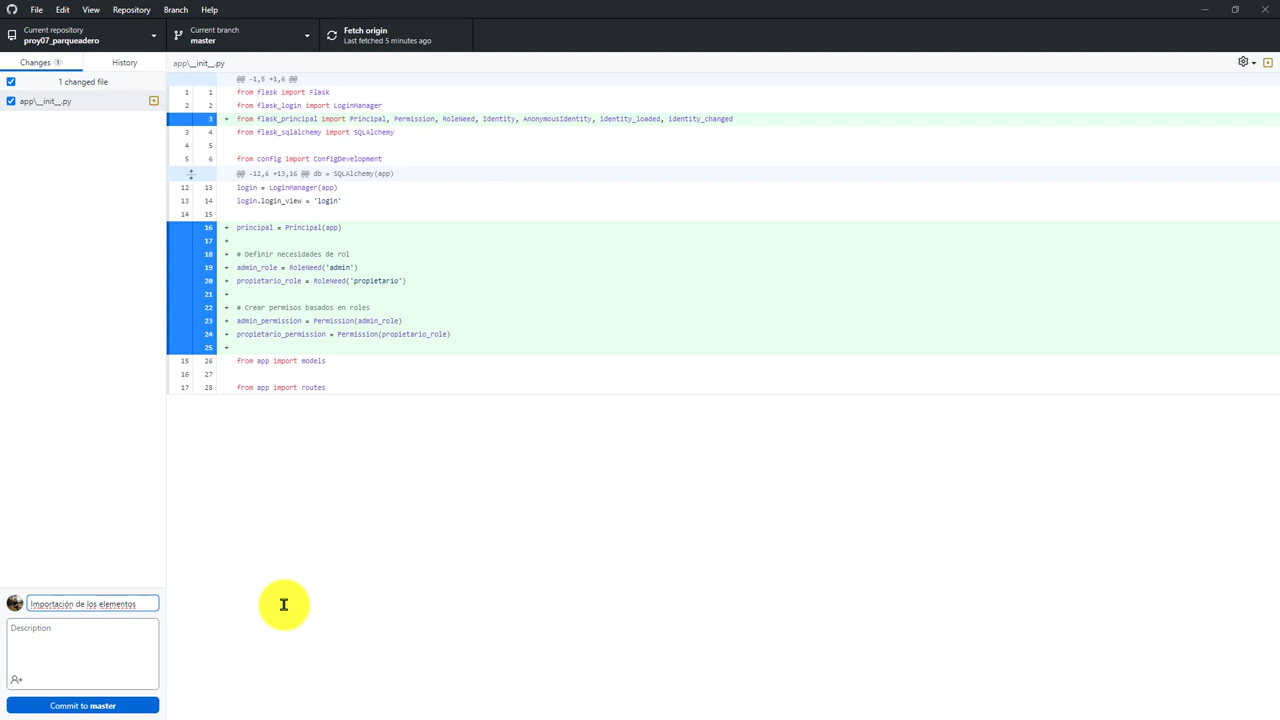 File Edit View Repository Branch Help
Current repository
proy07_parqueadero
Current branch
master
Fetch origin
Last fetched 5 minutes ago
Changes 1
History
app\__init__.py
1 changed file
app\__init__.py
@@ -1,5 +1,6 @@
1 1 from flask import Flask
2 2 from flask_login import LoginManager
3 + from flask_principal import Principal, Permission, RoleNeed, Identity, AnonymousIdentity, identity_loaded, identity_changed
3 4 from flask_sqlalchemy import SQLAlchemy
4 5
5 6 from config import ConfigDevelopment
@@ -12,6 +13,16 @@ db = SQLAlchemy(app)
12 13 login = LoginManager(app)
13 14 login.login_view = 'login'
14 15
16 + principal = Principal(app)
17 +
18 + # Definir necesidades de rol
19 + admin_role = RoleNeed('admin')
20 + propietario_role = RoleNeed('propietario')
21 +
22 + # Crear permisos basados en roles
23 + admin_permission = Permission(admin_role)
24 + propietario_permission = Permission(propietario_role)
25 +
15 26 from app import models
16 27
17 28 from app import routes
Importación de los elementos
Description
Commit to master